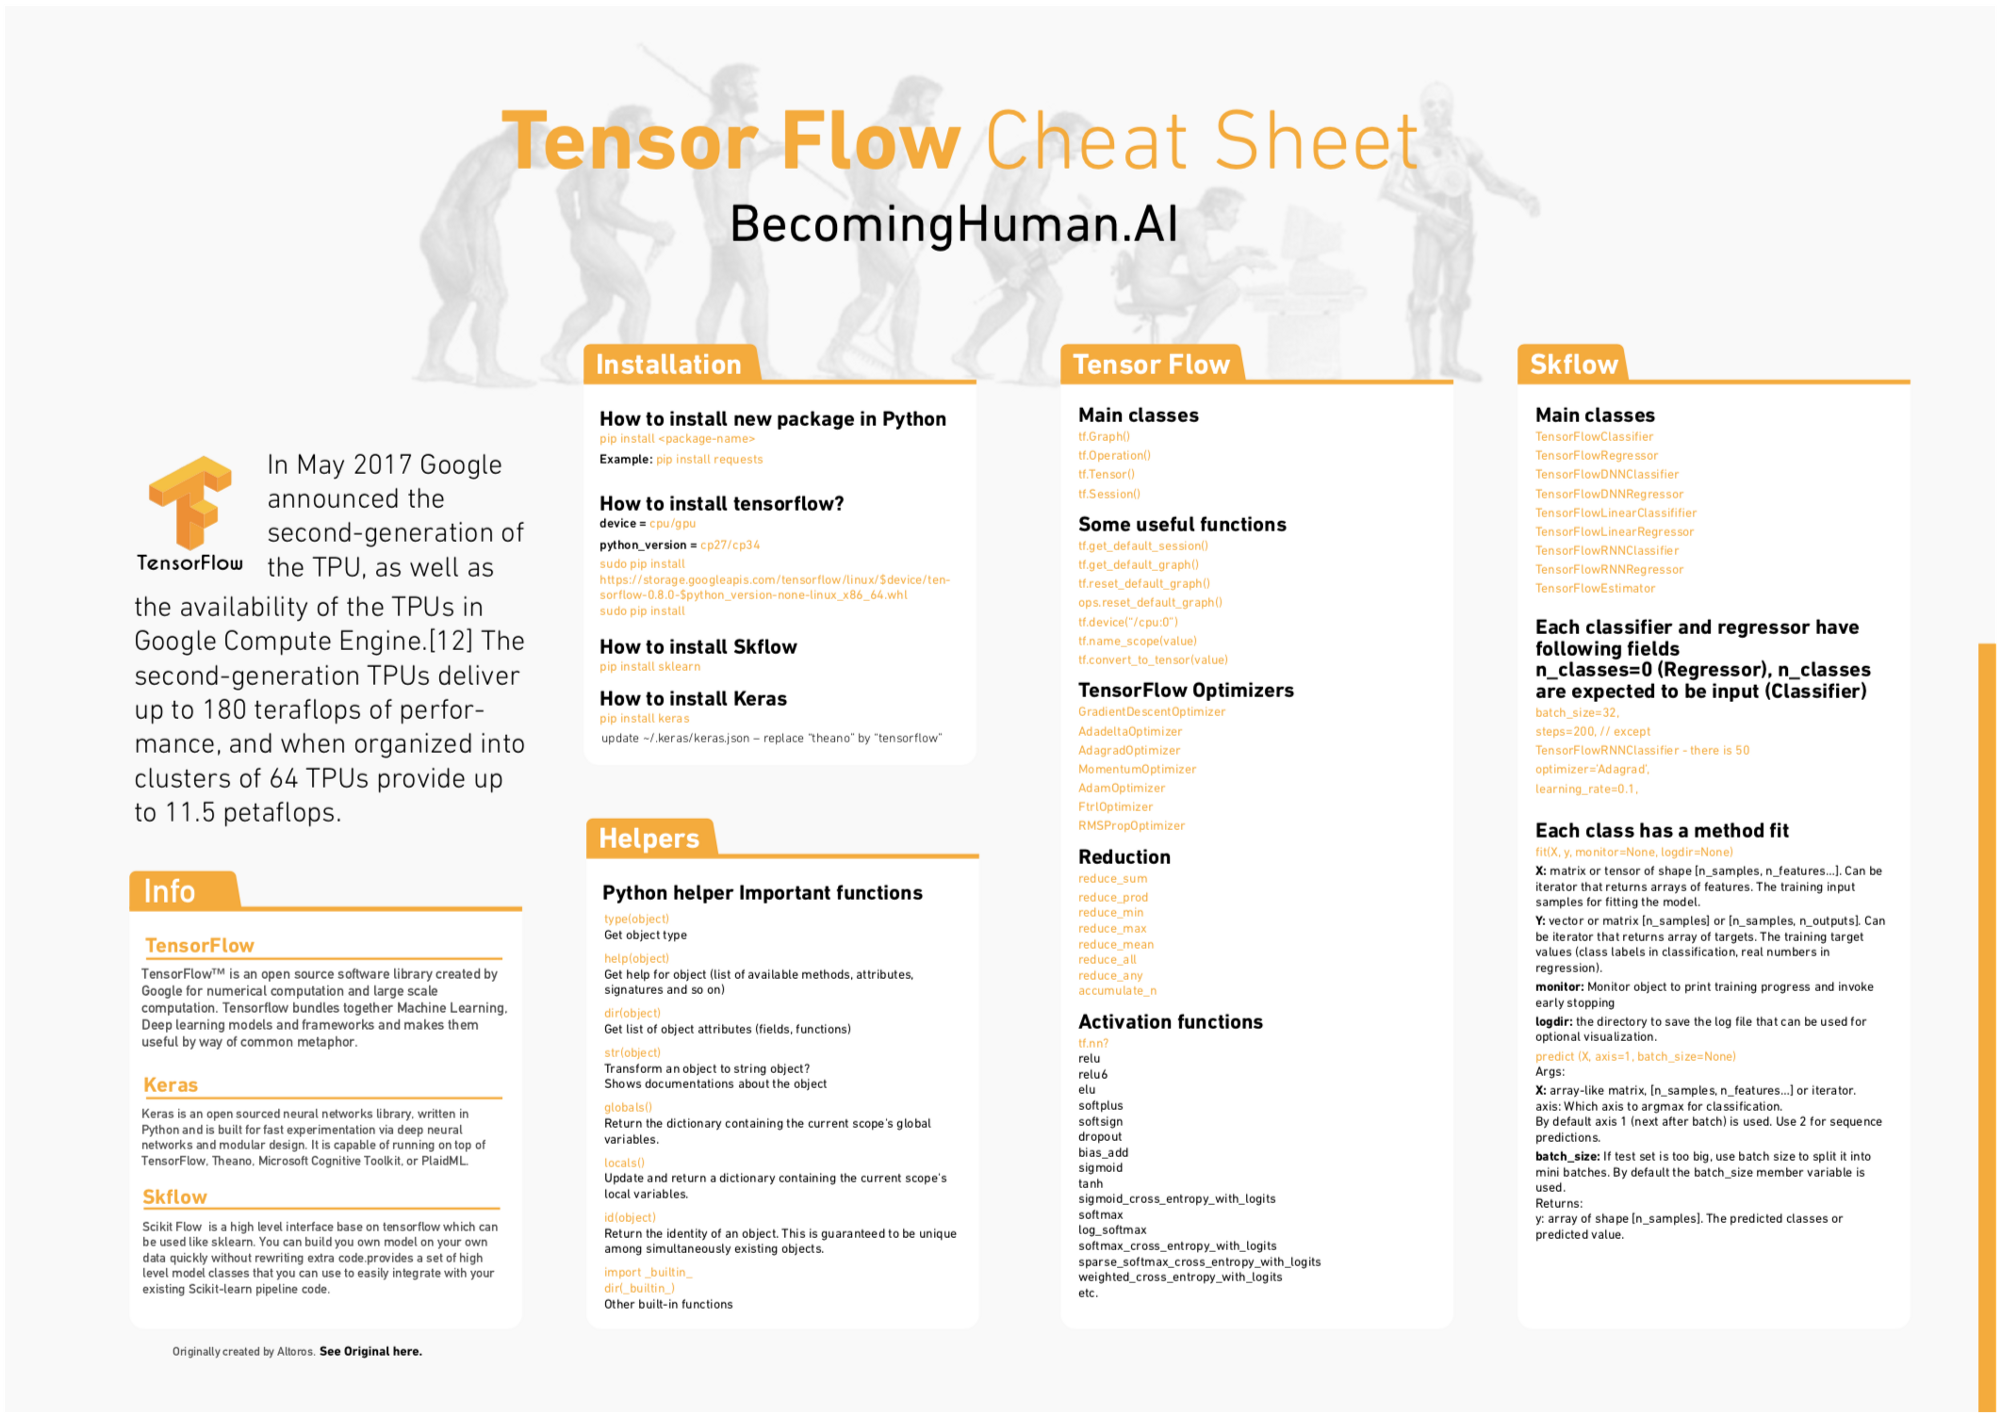 Tensor Flow Cheat Sheet
BecomingHuman.AI
TensorFlow
In May 2017 Google
announced the
second-generation of
the TPU, as well as
the availability of the TPUs in
Google Compute Engine.[12] The
second-generation TPUs deliver
up to 180 teraflops of perfor-
mance, and when organized into
clusters of 64 TPUs provide up
to 11.5 petaflops.
Info
TensorFlow
TensorFlow™ is an open source software library created by
Google for numerical computation and large scale
computation. Tensorflow bundles together Machine Learning,
Deep learning models and frameworks and makes them
useful by way of common metaphor.
Keras
Keras is an open sourced neural networks library, written in
Python and is built for fast experimentation via deep neural
networks and modular design. It is capable of running on top of
TensorFlow, Theano, Microsoft Cognitive Toolkit, or PlaidML.
Skflow
Scikit Flow is a high level interface base on tensorflow which can
be used like sklearn. You can build you own model on your own
data quickly without rewriting extra code.provides a set of high
level model classes that you can use to easily integrate with your
existing Scikit-learn pipeline code.
Originally created by Altoros. See Original here.
Installation
How to install new package in Python
pip install <package-name>
Example: pip install requests
How to install tensorflow?
device = cpu/gpu
python_version = cp27/cp34
sudo pip install
https://storage.googleapis.com/tensorflow/linux/$device/ten-
sorflow-0.8.0-$python_version-none-linux_x86_64.whl
sudo pip install
How to install Skflow
pip install sklearn
How to install Keras
pip install keras
update ~/.keras/keras.json – replace “theano” by “tensorflow”
Helpers
Python helper Important functions
type(object)
Get object type
help(object)
Get help for object (list of available methods, attributes,
signatures and so on)
dir(object)
Get list of object attributes (fields, functions)
str(object)
Transform an object to string object?
Shows documentations about the object
globals()
Return the dictionary containing the current scope's global
variables.
locals()
Update and return a dictionary containing the current scope's
local variables.
id(object)
Return the identity of an object. This is guaranteed to be unique
among simultaneously existing objects.
import _builtin_
dir(_builtin_)
Other built-in functions
Tensor Flow
Main classes
tf.Graph()
tf.Operation()
tf.Tensor()
tf.Session()
Some useful functions
tf.get_default_session()
tf.get_default_graph()
tf.reset_default_graph()
ops.reset_default_graph()
tf.device(“/cpu:0”)
tf.name_scope(value)
tf.convert_to_tensor(value)
TensorFlow Optimizers
GradientDescentOptimizer
AdadeltaOptimizer
AdagradOptimizer
MomentumOptimizer
AdamOptimizer
FtrlOptimizer
RMSPropOptimizer
Reduction
reduce_sum
reduce_prod
reduce_min
reduce_max
reduce_mean
reduce_all
reduce_any
accumulate_n
Activation functions
tf.nn?
relu
relu6
elu
softplus
softsign
dropout
bias_add
sigmoid
tanh
sigmoid_cross_entropy_with_logits
softmax
log_softmax
softmax_cross_entropy_with_logits
sparse_softmax_cross_entropy_with_logits
weighted_cross_entropy_with_logits
etc.
Skflow
Main classes
TensorFlowClassifier
TensorFlowRegressor
TensorFlowDNNClassifier
TensorFlowDNNRegressor
TensorFlowLinearClassififier
TensorFlowLinearRegressor
TensorFlowRNNClassifier
TensorFlowRNNRegressor
TensorFlowEstimator
Each classifier and regressor have
following fields
n_classes=0 (Regressor), n_classes
are expected to be input (Classifier)
batch_size=32,
steps=200, // except
TensorFlowRNNClassifier - there is 50
optimizer='Adagrad',
learning_rate=0.1,
Each class has a method fit
fit(X, y, monitor=None, logdir=None)
X: matrix or tensor of shape [n_samples, n_features…]. Can be
iterator that returns arrays of features. The training input
samples for fitting the model.
Y: vector or matrix [n_samples] or [n_samples, n_outputs]. Can
be iterator that returns array of targets. The training target
values (class labels in classification, real numbers in
regression).
monitor: Monitor object to print training progress and invoke
early stopping
logdir: the directory to save the log file that can be used for
optional visualization.
predict (X, axis=1, batch_size=None)
Args:
X: array-like matrix, [n_samples, n_features…] or iterator.
axis: Which axis to argmax for classification.
By default axis 1 (next after batch) is used. Use 2 for sequence
predictions.
batch_size: If test set is too big, use batch size to split it into
mini batches. By default the batch_size member variable is
used.
Returns:
y: array of shape [n_samples]. The predicted classes or
predicted value.